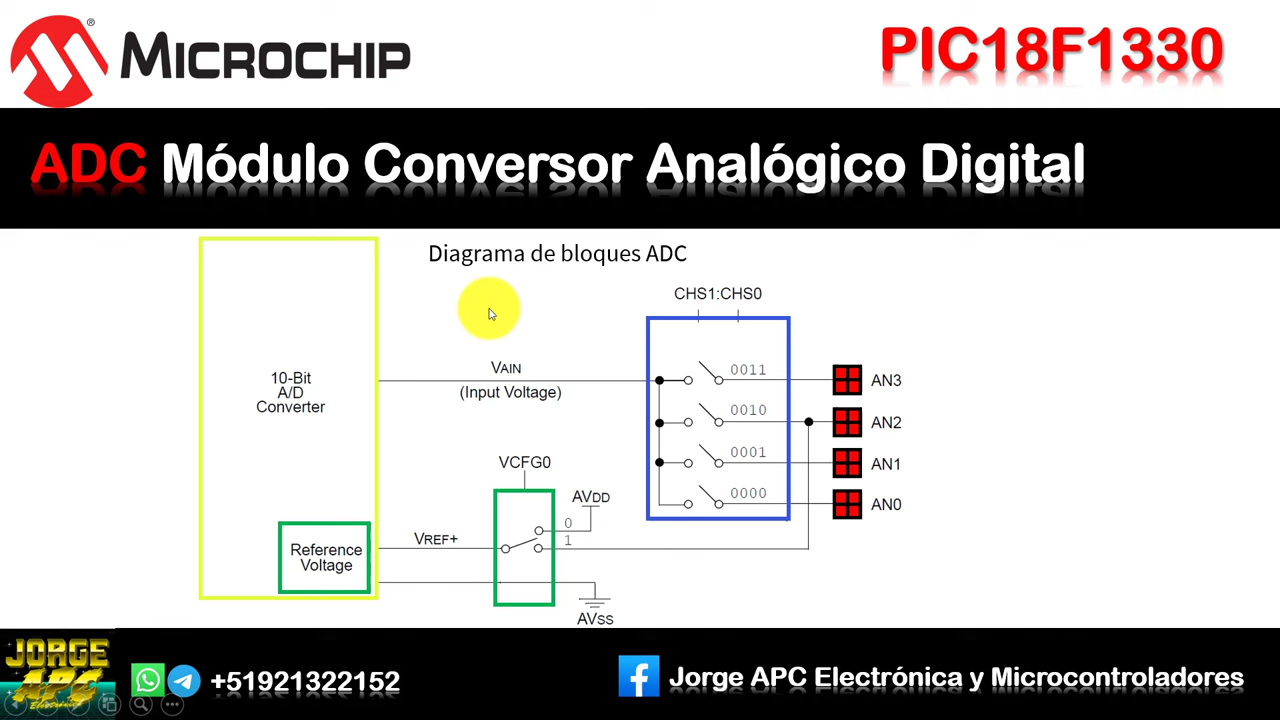 MICROCHIP
®
PIC18F1330
ADC Módulo Conversor Analógico Digital
Diagrama de bloques ADC
CHS1:CHS0
VAIN
(Input Voltage)
10-Bit
A/D
Converter
0011
AN3
0010
AN2
0001
AN1
0000
AN0
VCFG0
AVDD
0
1
VREF+
Reference
Voltage
AVSS
JORGE
APC
Electrónica
+51921322152
Jorge APC Electrónica y Microcontroladores